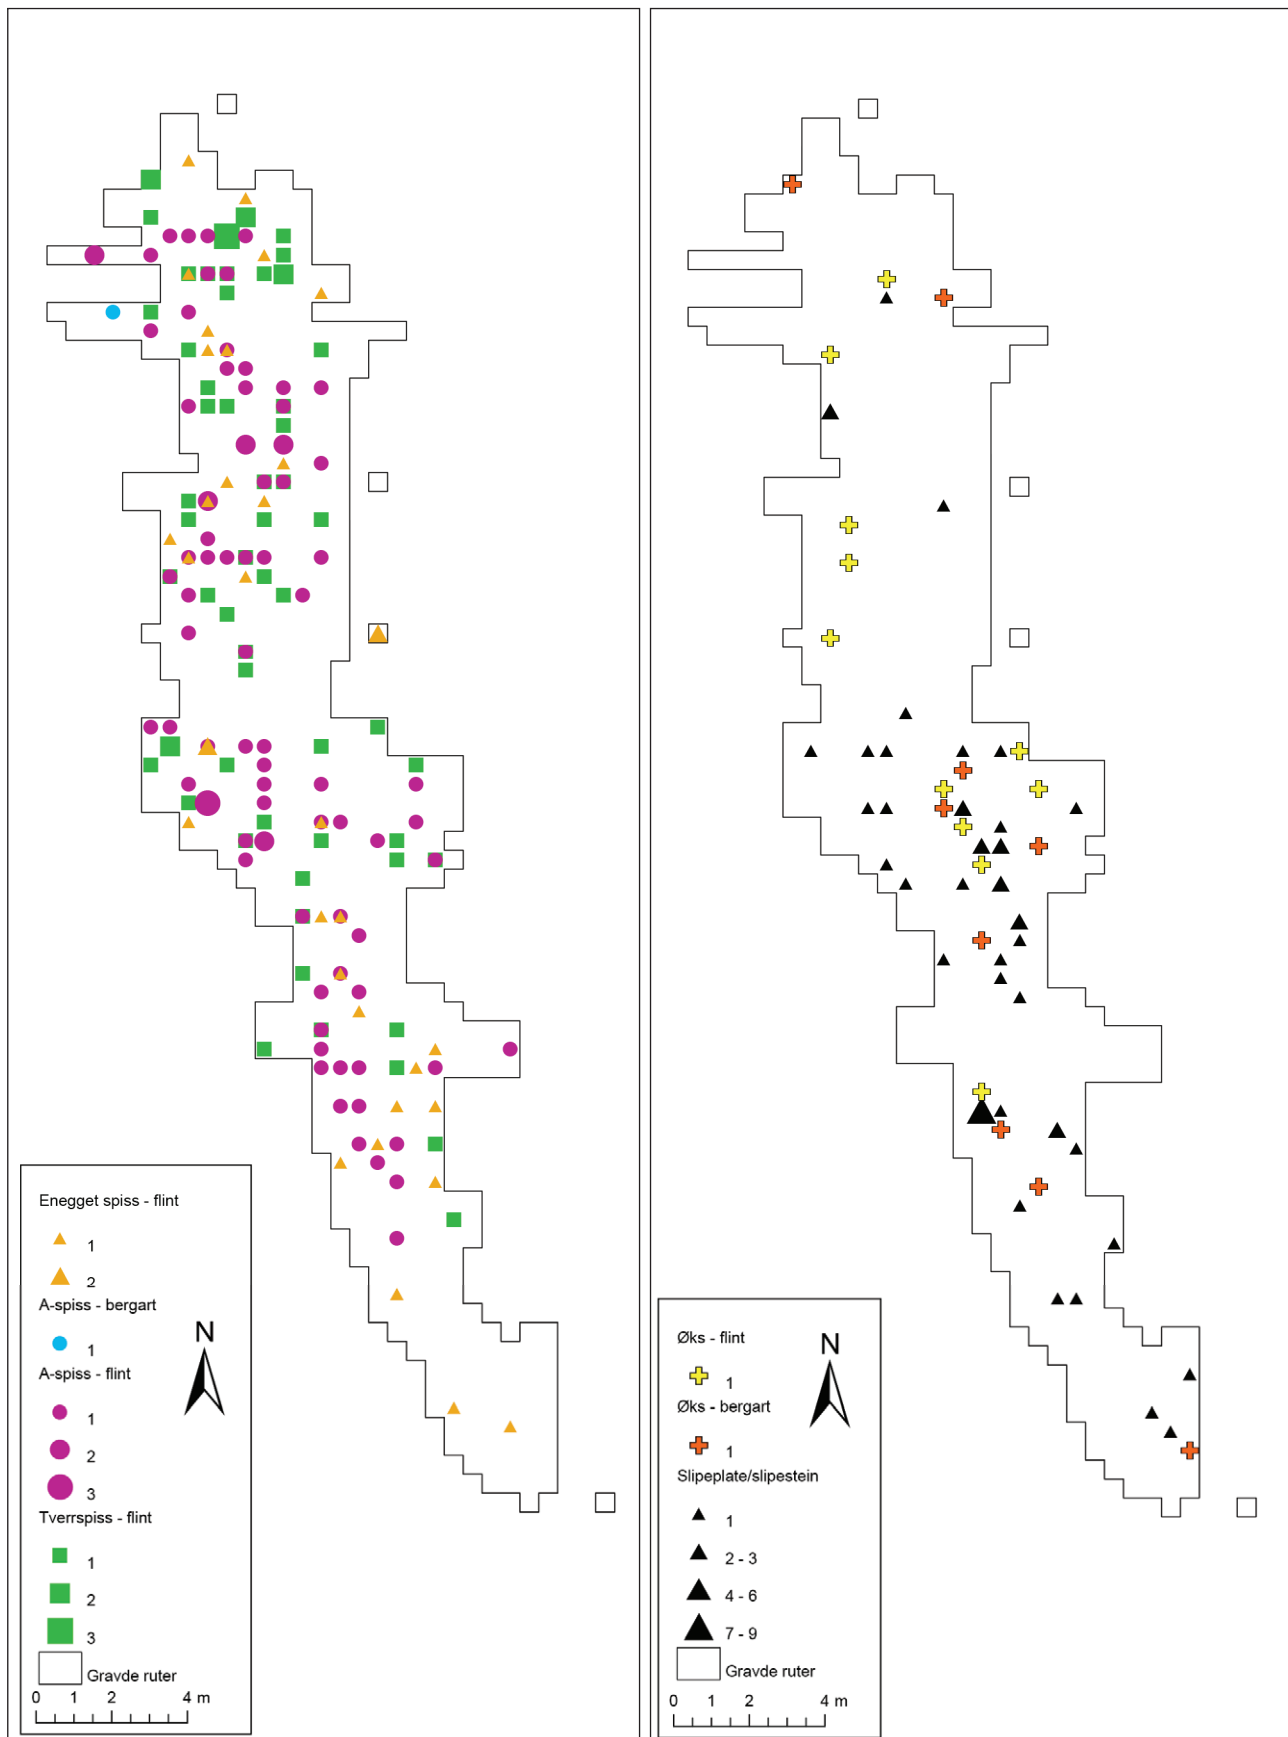 Enegget spiss - flint
1
2
A-spiss - bergart
1
A-spiss - flint
1
2
3
Tverrspiss - flint
1
2
3
Gravde ruter
0 1 2 4 m
N
Øks - flint
1
Øks - bergart
1
Slipeplate/slipestein
1
2 - 3
4 - 6
7 - 9
Gravde ruter
0 1 2 4 m
N